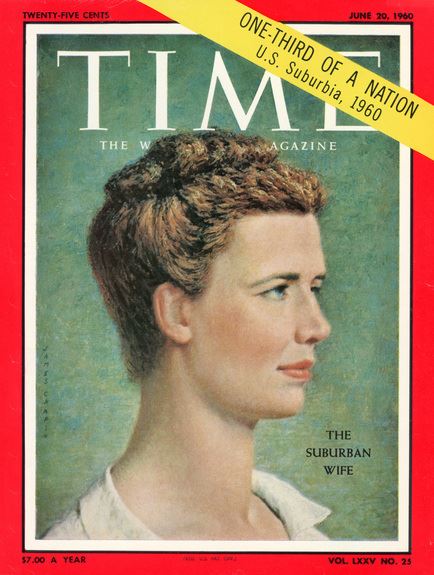 TWENTY-FIVE CENTS
JUNE 20, 1960
ONE-THIRD OF A NATION
U.S. Suburbia, 1960
TIME
THE W AGAZINE
JAMES CHAPIN
THE
SUBURBAN
WIFE
$7.00 A YEAR
VOL. LXXV NO. 25